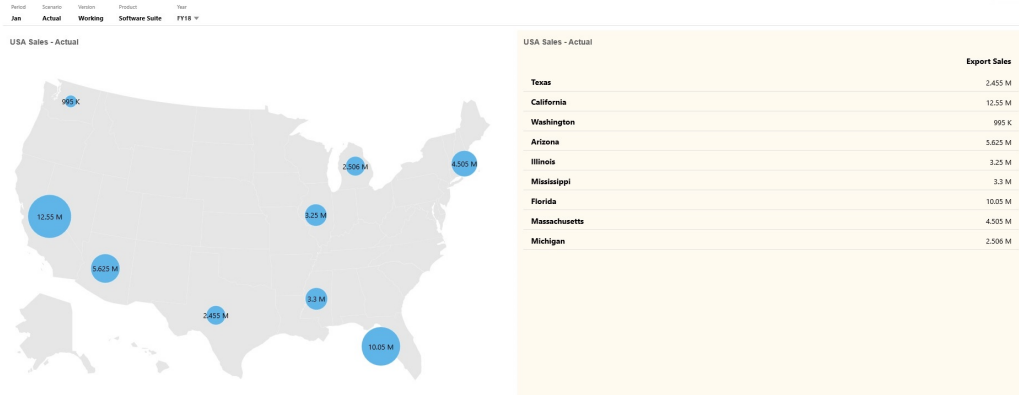 Period Scenario Version Product Year
Jan Actual Working Software Suite FY18
USA Sales - Actual
995 K
2.506 M
4.505 M
12.55 M
3.25 M
5.625 M
3.3 M
2.455 M
10.05 M
USA Sales - Actual
Export Sales
Texas 2.455 M
California 12.55 M
Washington 995 K
Arizona 5.625 M
Illinois 3.25 M
Mississippi 3.3 M
Florida 10.05 M
Massachusetts 4.505 M
Michigan 2.506 M